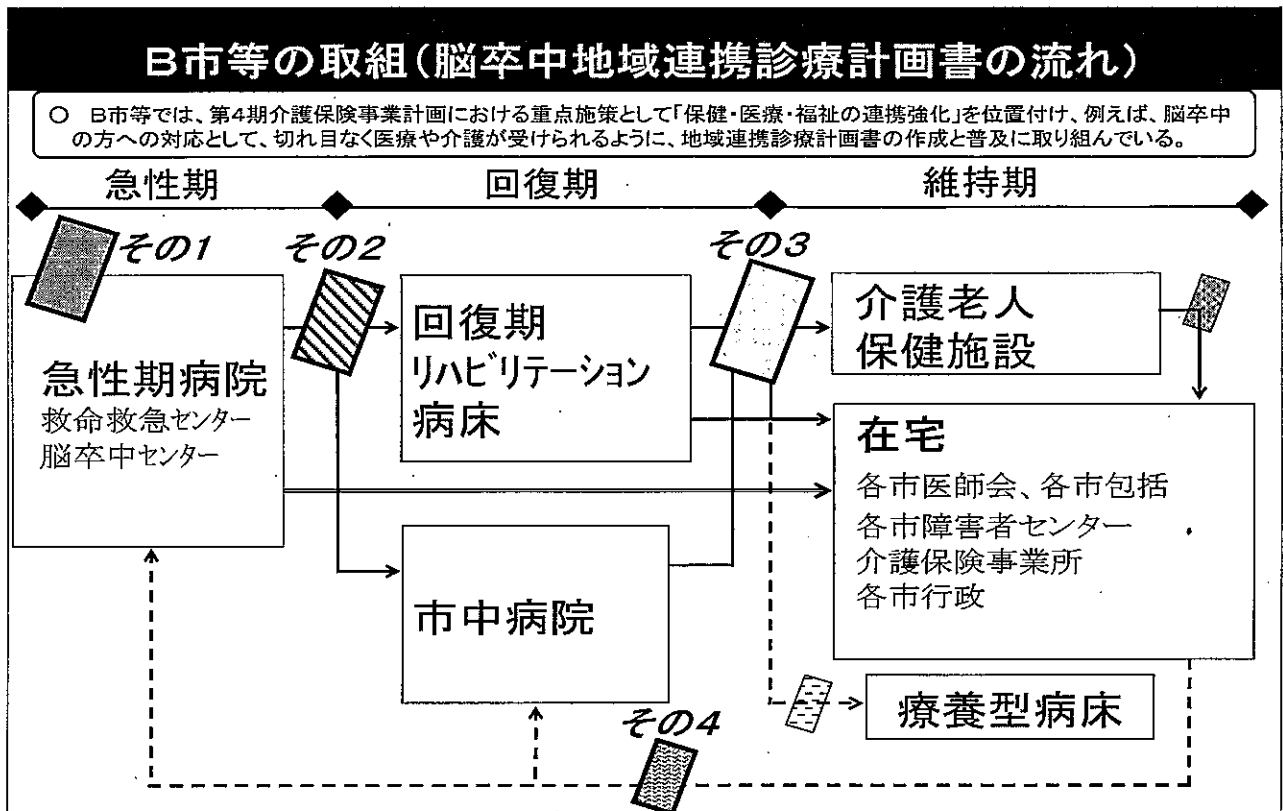 B市等の取組(脳卒中地域連携診療計画書の流れ)
○ B市等では、第4期介護保険事業計画における重点施策として「保健・医療・福祉の連携強化」を位置付け、例えば、脳卒中
の方への対応として、切れ目なく医療や介護が受けられるように、地域連携診療計画書の作成と普及に取り組んでいる。
急性期
回復期
維持期
その1
その2
その3
急性期病院
救命救急センター
脳卒中センター
回復期
リハビリテーション
病床
介護老人
保健施設
在宅
各市医師会、各市包括
各市障害者センター
介護保険事業所
各市行政
市中病院
療養型病床
その4